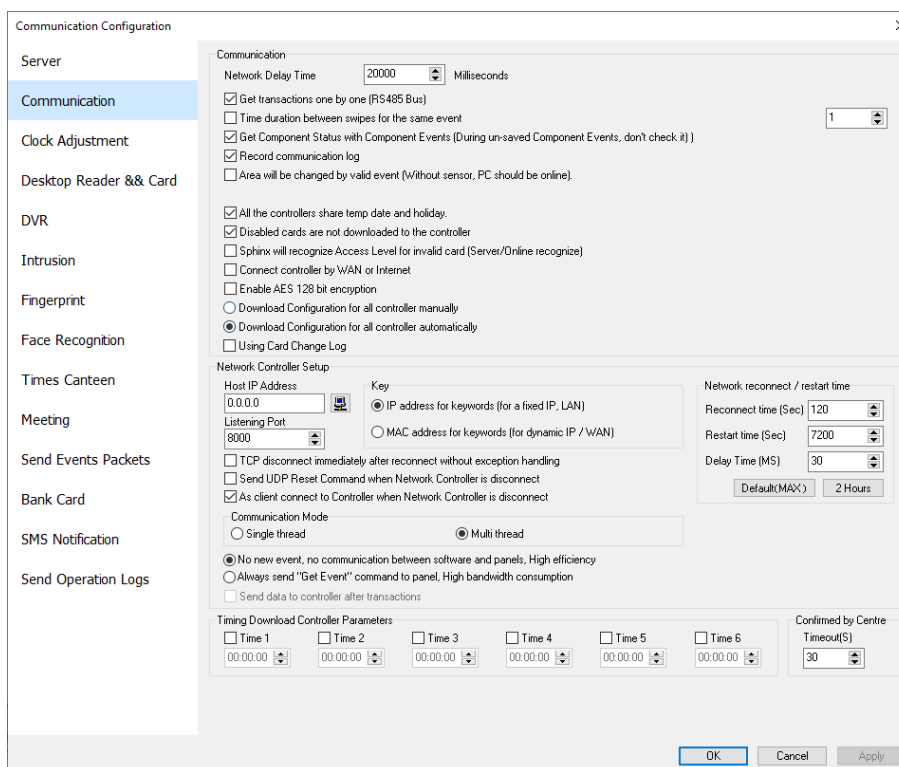 Communication Configuration
Server
Communication
Clock Adjustment
Desktop Reader && Card
DVR
Intrusion
Fingerprint
Face Recognition
Times Canteen
Meeting
Send Events Packets
Bank Card
SMS Notification
Send Operation Logs
Communication
Network Delay Time 20000 Milliseconds
Get transactions one by one (RS485 Bus)
Time duration between swipes for the same event 1
Get Component Status with Component Events (During un-saved Component Events, don't check it) )
Record communication log
Area will be changed by valid event (Without sensor, PC should be online).
All the controllers share temp date and holiday.
Disabled cards are not downloaded to the controller
Sphinx will recognize Access Level for invalid card (Server/Online recognize)
Connect controller by WAN or Internet
Enable AES 128 bit encryption
Download Configuration for all controller manually
Download Configuration for all controller automatically
Using Card Change Log
Network Controller Setup
Host IP Address
0.0.0.0
Listening Port
8000
Key
IP address for keywords (for a fixed IP, LAN)
MAC address for keywords (for dynamic IP / WAN)
Network reconnect / restart time
Reconnect time (Sec) 120
Restart time (Sec) 7200
Delay Time (MS) 30
Default(MAX) 2 Hours
TCP disconnect immediately after reconnect without exception handling
Send UDP Reset Command when Network Controller is disconnect
As client connect to Controller when Network Controller is disconnect
Communication Mode
Single thread Multi thread
No new event, no communication between software and panels, High efficiency
Always send "Get Event" command to panel, High bandwidth consumption
Send data to controller after transactions
Timing Download Controller Parameters
Time 1 Time 2 Time 3 Time 4 Time 5 Time 6
00:00:00 00:00:00 00:00:00 00:00:00 00:00:00 00:00:00
Confirmed by Centre
Timeout(S)
30
OK Cancel Apply